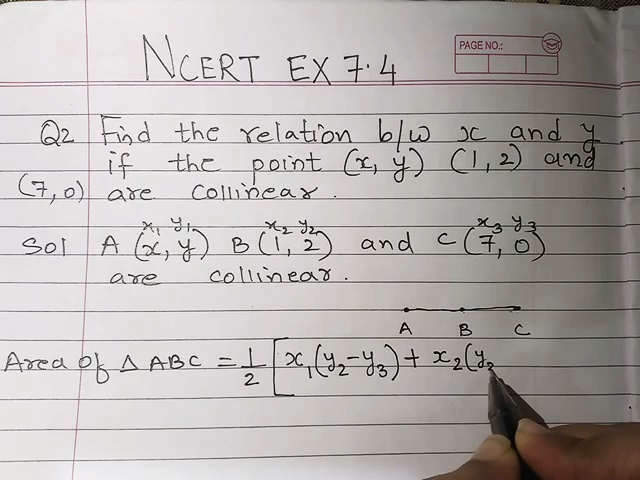 PAGE NO.:
NCERT EX 7.4
Q2 Find the relation b/w x and y
if the point (x, y) (1, 2) and
(7, 0) are collinear.
x₁ y₁ x₂ y₂ x₃ y₃
Sol A (x, y) B (1, 2) and C (7, 0)
are collinear.
A B C
Area of △ ABC = 1/2 [x₁(y₂-y₃) + x₂(y₃